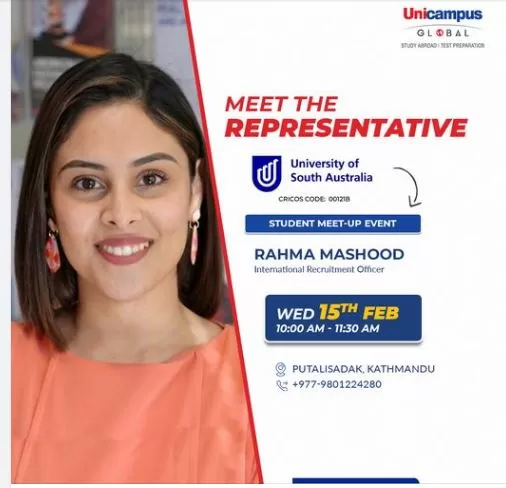 Unicampus
GLOBAL
STUDY ABROAD | TEST PREPARATION
MEET THE
REPRESENTATIVE
University of
South Australia
CRICOS CODE: 00121B
STUDENT MEET-UP EVENT
RAHMA MASHOOD
International Recruitment Officer
WED 15TH FEB
10:00 AM - 11:30 AM
PUTALISADAK, KATHMANDU
+977-9801224280